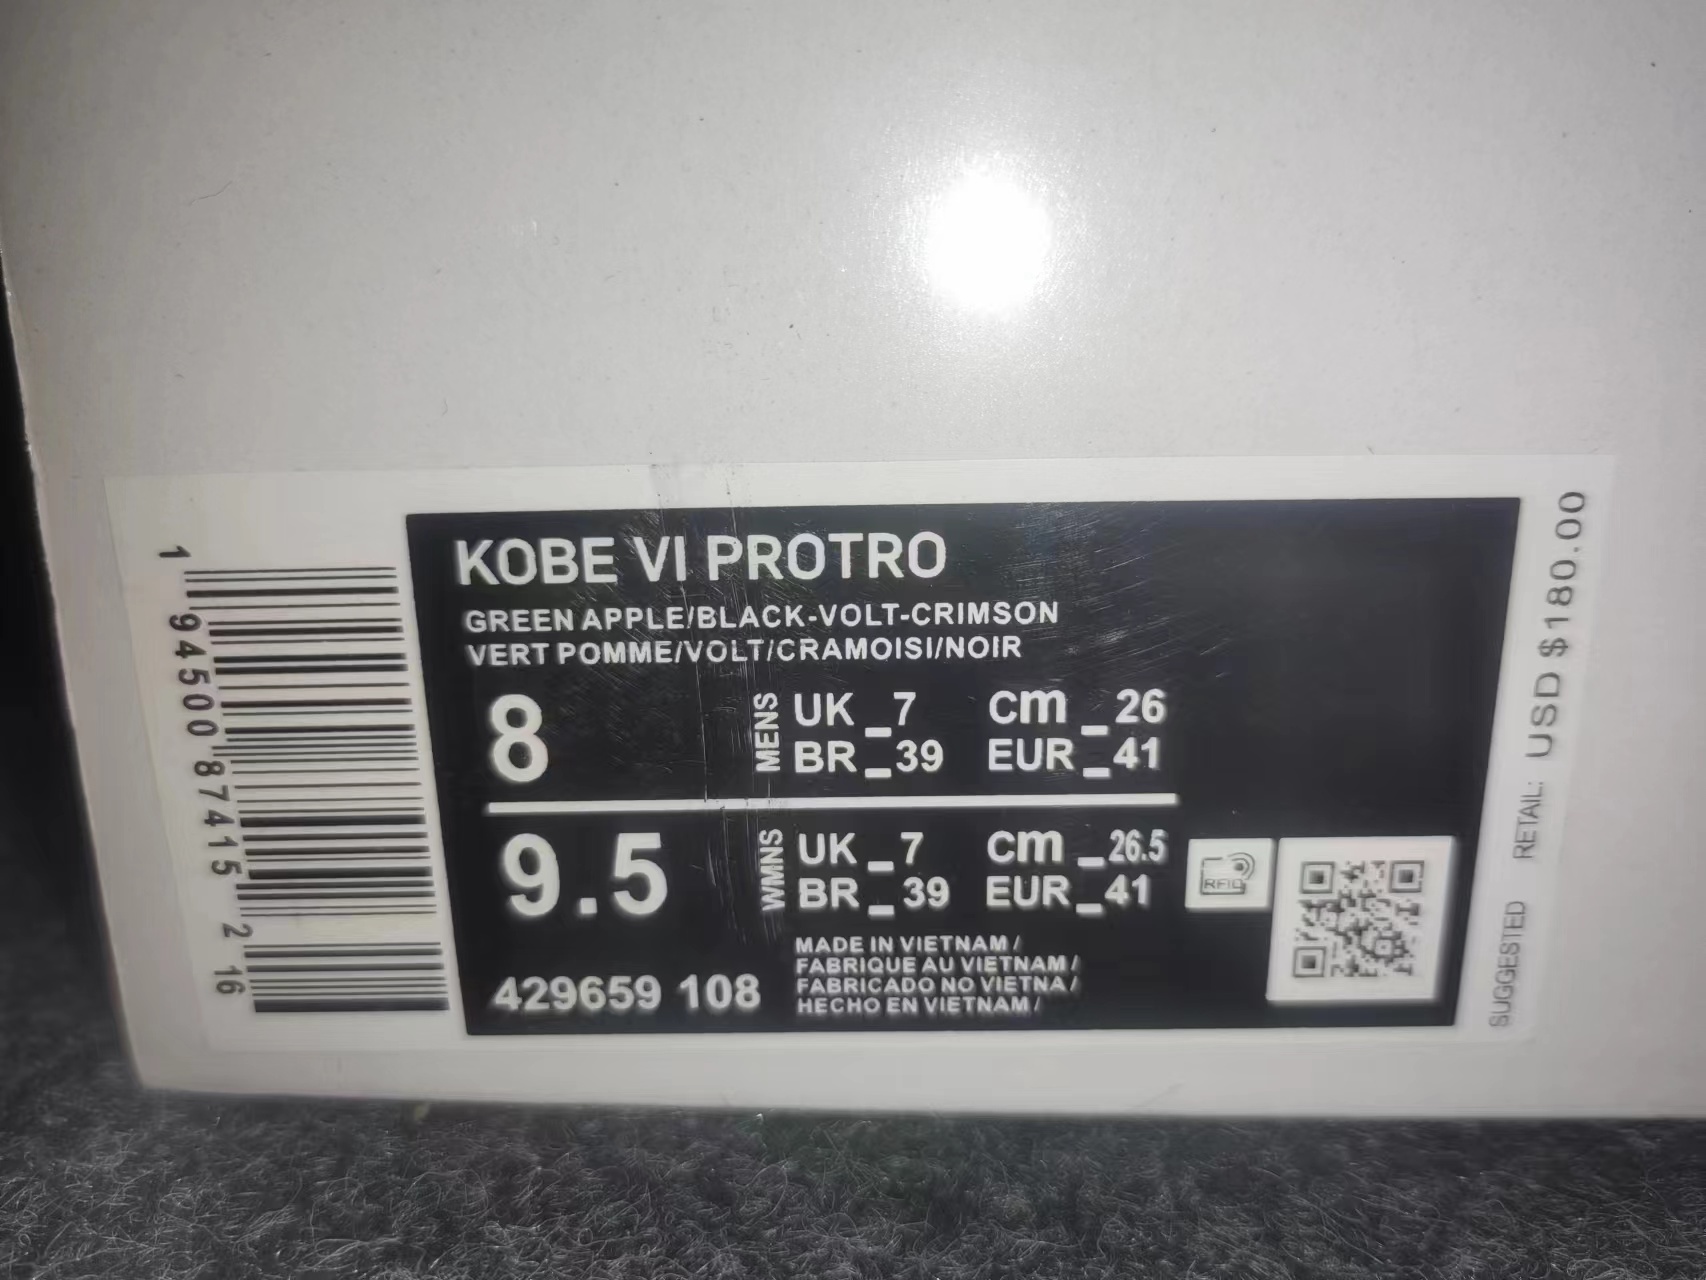 KOBE VI PROTRO
GREEN APPLE/BLACK-VOLT-CRIMSON
VERT POMME/VOLT/CRAMOISI/NOIR
8
MENS
UK _ 7 cm _ 26
BR _ 39 EUR _ 41
9.5
WMNS
UK _ 7 cm _ 26.5
BR _ 39 EUR _ 41
429659 108
MADE IN VIETNAM /
FABRIQUE AU VIETNAM /
FABRICADO NO VIETNA /
HECHO EN VIETNAM /
RFID
1 94500 87415 2 16
SUGGESTED RETAIL: USD $180.00